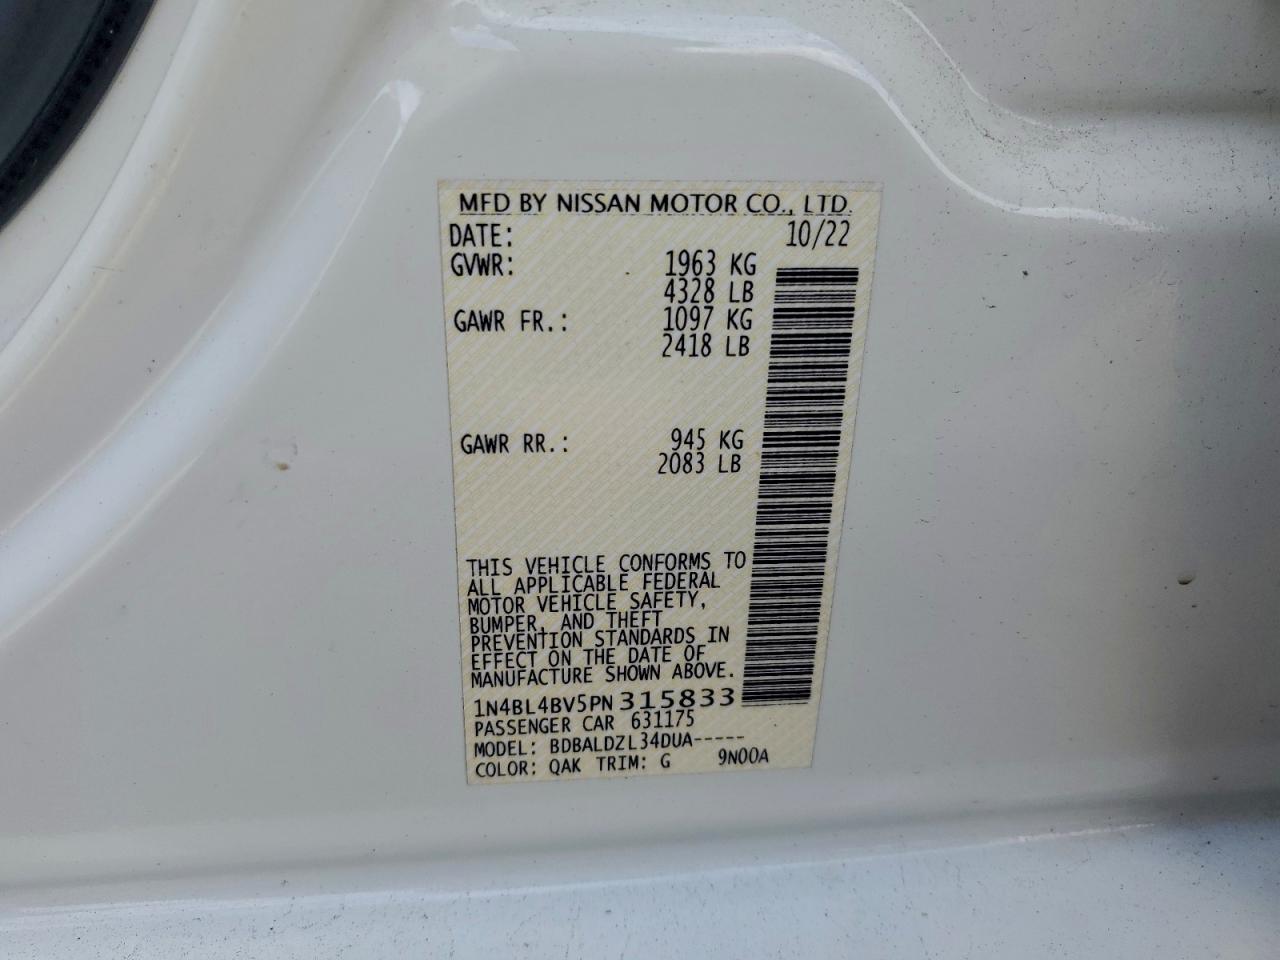 MFD BY NISSAN MOTOR CO., LTD.
DATE: 10/22
GVWR: 1963 KG
4328 LB
GAWR FR.: 1097 KG
2418 LB
GAWR RR.: 945 KG
2083 LB
THIS VEHICLE CONFORMS TO
ALL APPLICABLE FEDERAL
MOTOR VEHICLE SAFETY,
BUMPER, AND THEFT
PREVENTION STANDARDS IN
EFFECT ON THE DATE OF
MANUFACTURE SHOWN ABOVE.
1N4BL4BV5PN315833
PASSENGER CAR 631175
MODEL: BDBALDZL34DUA-----
COLOR: QAK TRIM: G 9N00A